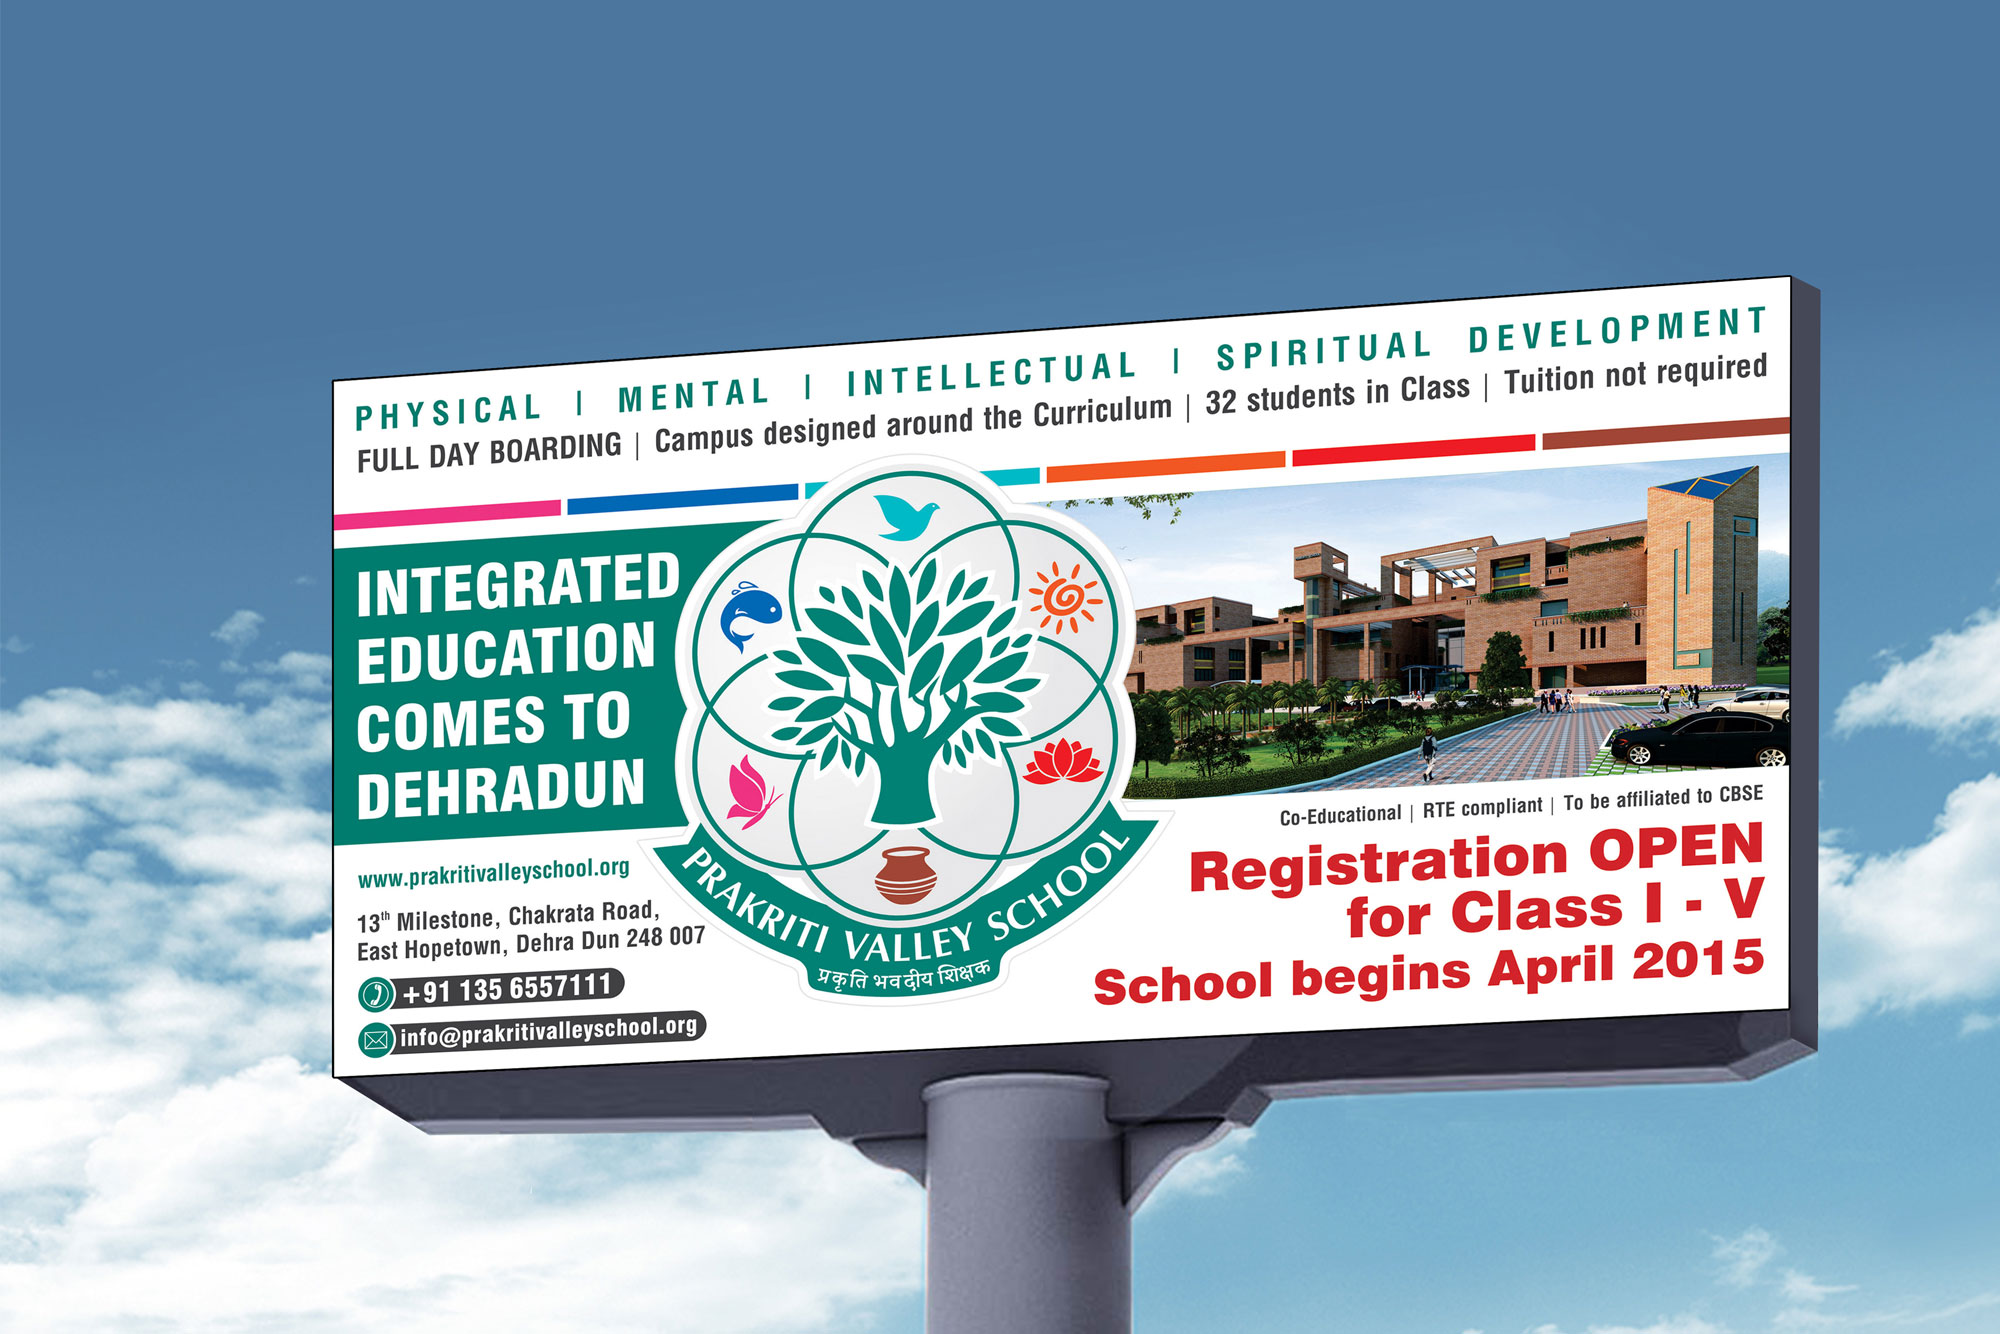 PHYSICAL | MENTAL | INTELLECTUAL | SPIRITUAL DEVELOPMENT
FULL DAY BOARDING | Campus designed around the Curriculum | 32 students in Class | Tuition not required
INTEGRATED
EDUCATION
COMES TO
DEHRADUN
www.prakritivalleyschool.org
13th Milestone, Chakrata Road,
East Hopetown, Dehra Dun 248 007
+91 135 6557111
info@prakritivalleyschool.org
PRAKRITI VALLEY SCHOOL
प्रकृति भवदीय शिक्षक
Co-Educational | RTE compliant | To be affiliated to CBSE
Registration OPEN
for Class I - V
School begins April 2015